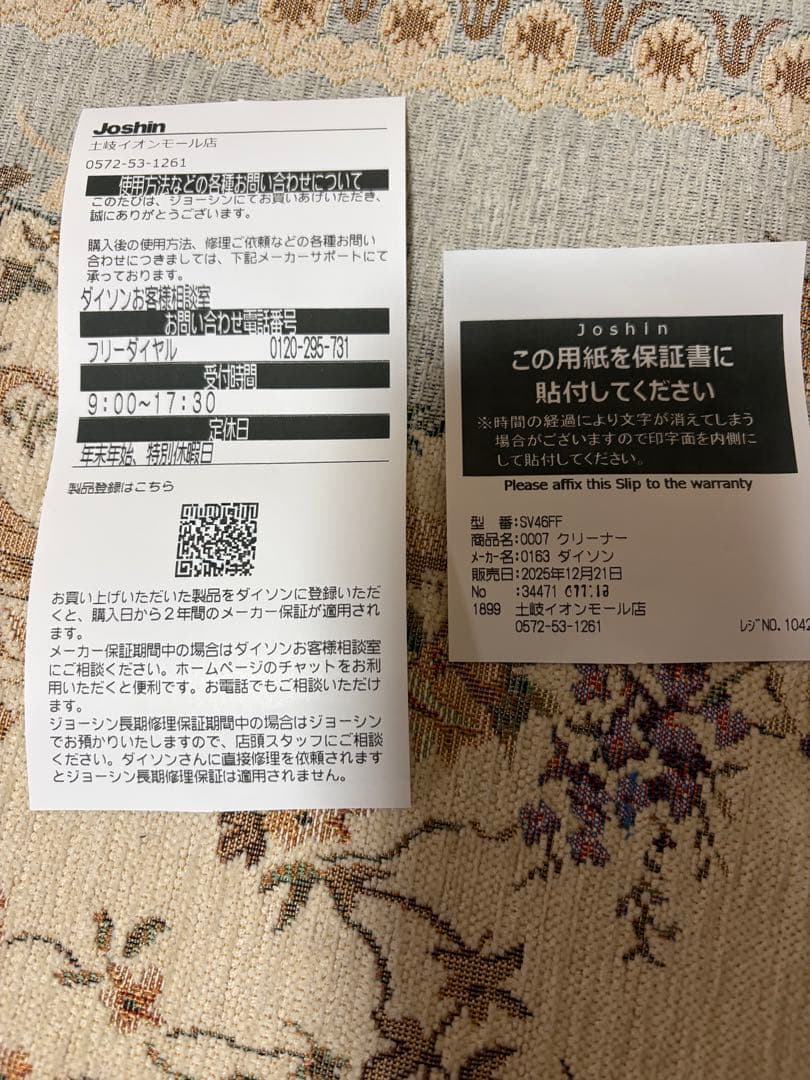 Joshin
土岐イオンモール店
0572-53-1261
使用方法などの各種お問い合わせについて
このたびは、ジョーシンにてお買いあげいただき、
誠にありがとうございます。
購入後の使用方法、修理ご依頼などの各種お問い
合わせにつきましては、下記メーカーサポートにて
承っております。
ダイソンお客様相談室
お問い合わせ電話番号
フリーダイヤル 0120-295-731
受付時間
9:00~17:30
定休日
年末年始、特別休暇日
製品登録はこちら
お買い上げいただいた製品をダイソンに登録いただ
くと、購入日から２年間のメーカー保証が適用され
ます。
メーカー保証期間中の場合はダイソンお客様相談室
にご相談ください。ホームページのチャットをお利
用いただくと便利です。お電話でもご相談いただけ
ます。
ジョーシン長期修理保証期間中の場合はジョーシン
でお預かりいたしますので、店頭スタッフにご相談
ください。ダイソンさんに直接修理を依頼されます
とジョーシン長期修理保証は適用されません。
Joshin
この用紙を保証書に
貼付してください
※時間の経過により文字が消えてしまう
場合がございますので印字面を内側に
して貼付してください。
Please affix this Slip to the warranty
型 番:SV46FF
商品名:0007 クリーナー
ﾒｰｶｰ名:0163 ダイソン
販売日:2025年12月21日
No :34471
1899 土岐イオンモール店
0572-53-1261 ﾚｼﾞNO. 1042